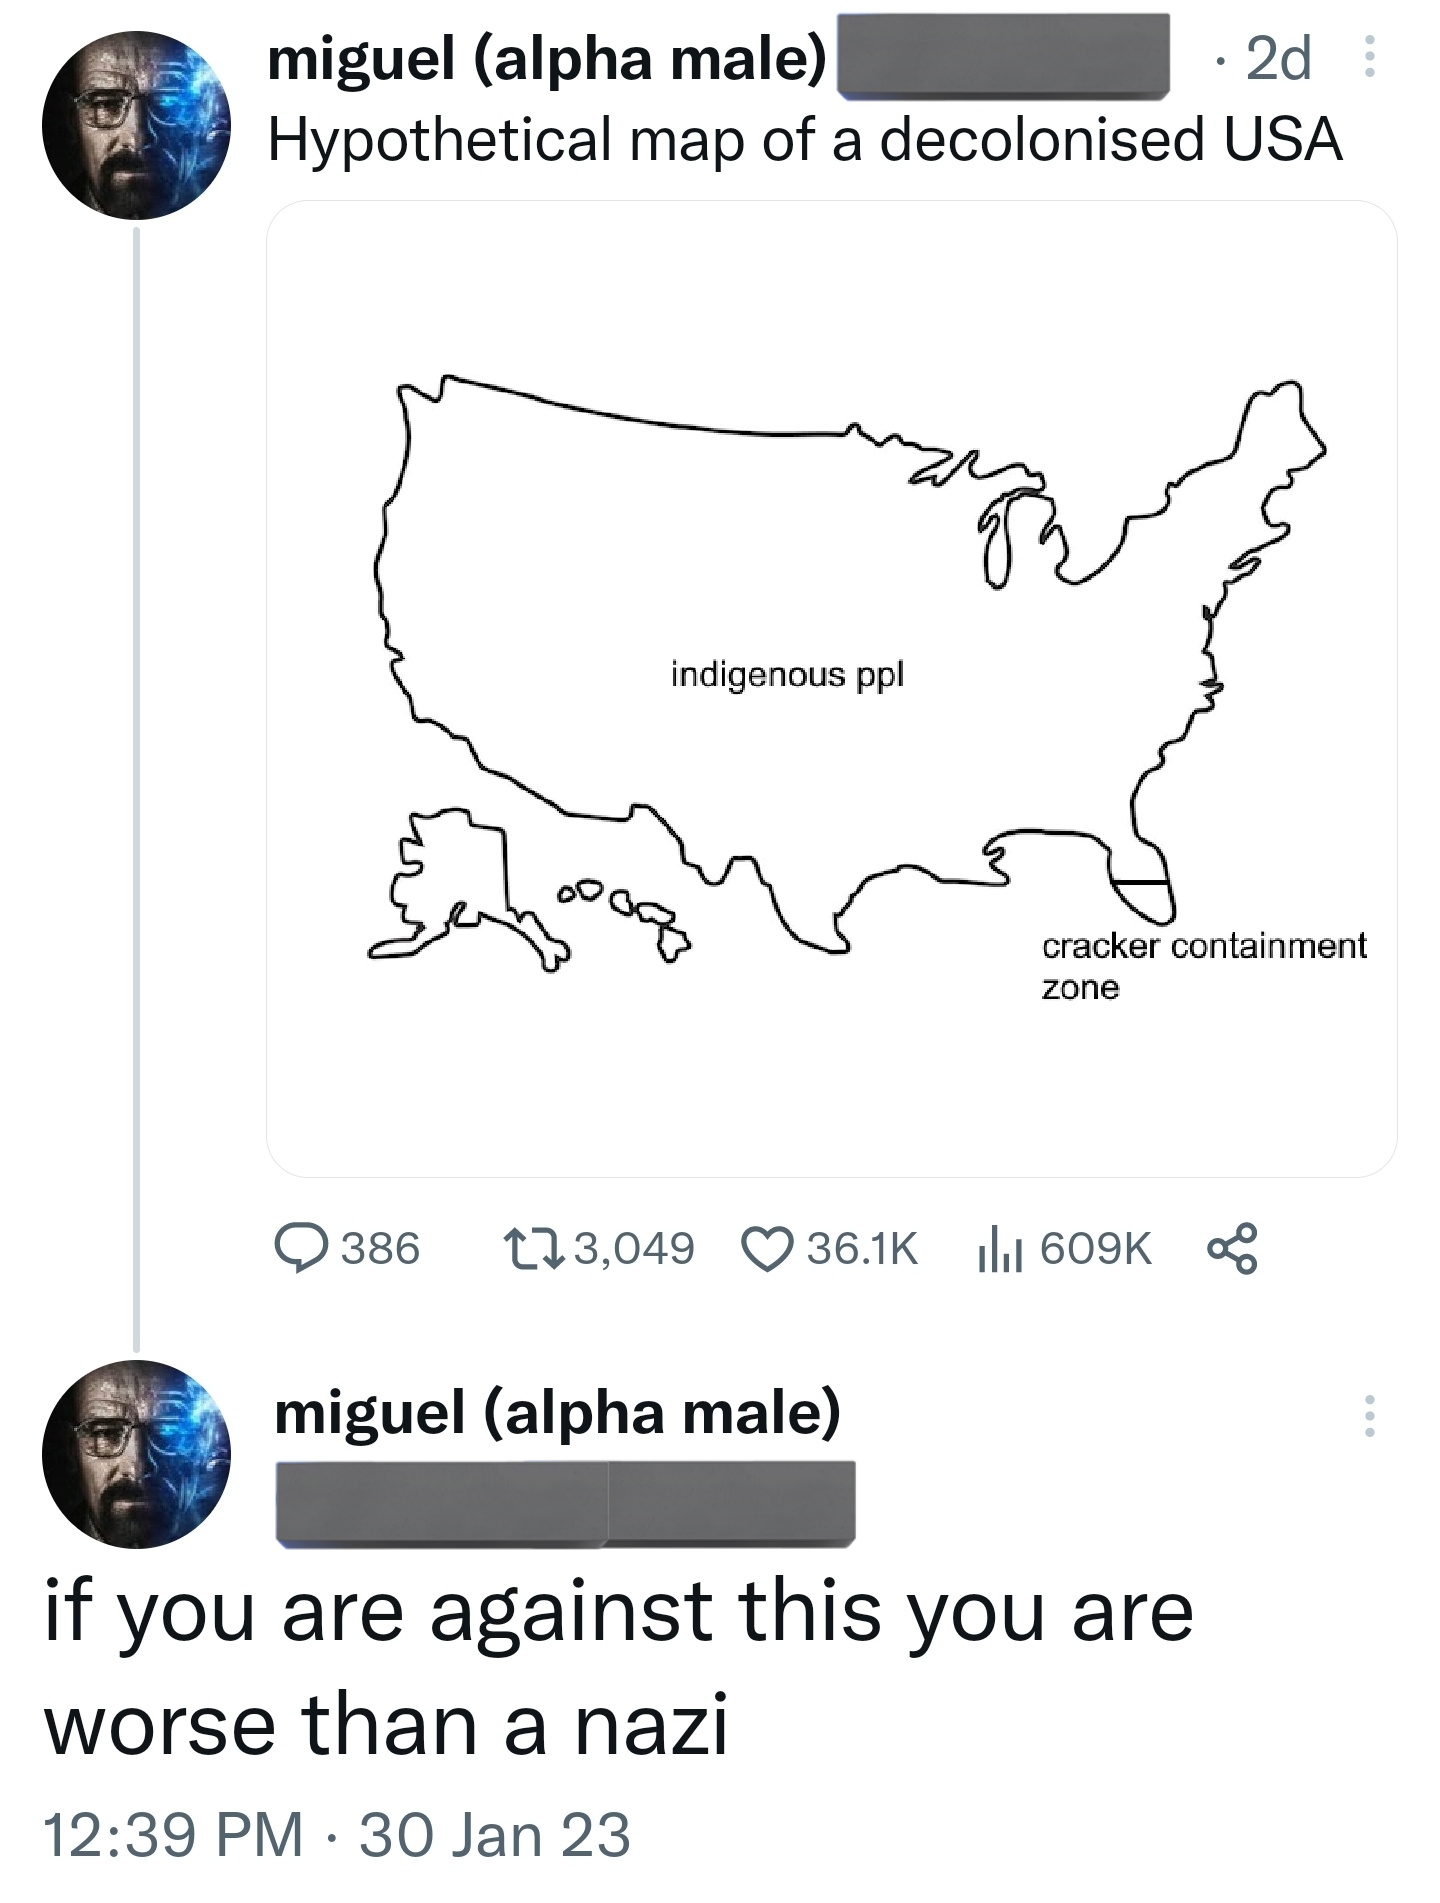 miguel (alpha male) · 2d
Hypothetical map of a decolonised USA
indigenous ppl
cracker containment
zone
386 3,049 36.1K 609K
miguel (alpha male)
if you are against this you are
worse than a nazi
12:39 PM · 30 Jan 23